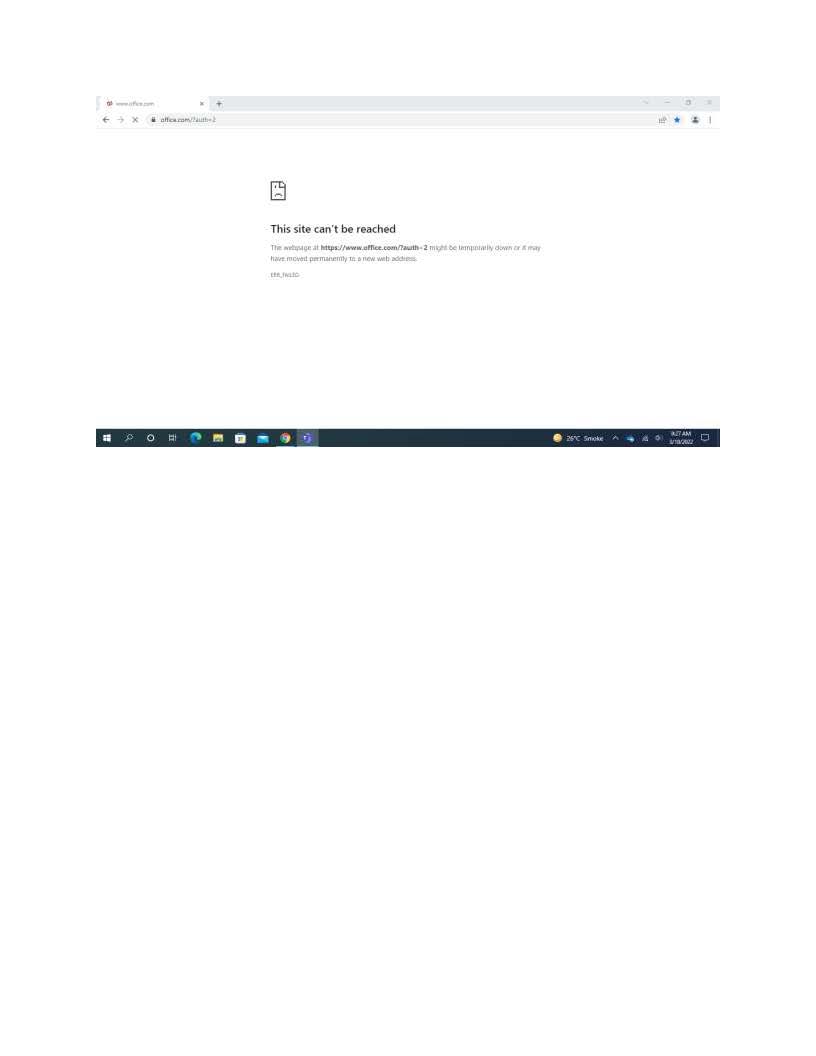 www.office.com
office.com/?auth=2
This site can't be reached
The webpage at https://www.office.com/?auth=2 might be temporarily down or it may
have moved permanently to a new web address.
ERR_FAILED
26°C Smoke
9:27 AM
3/18/2022